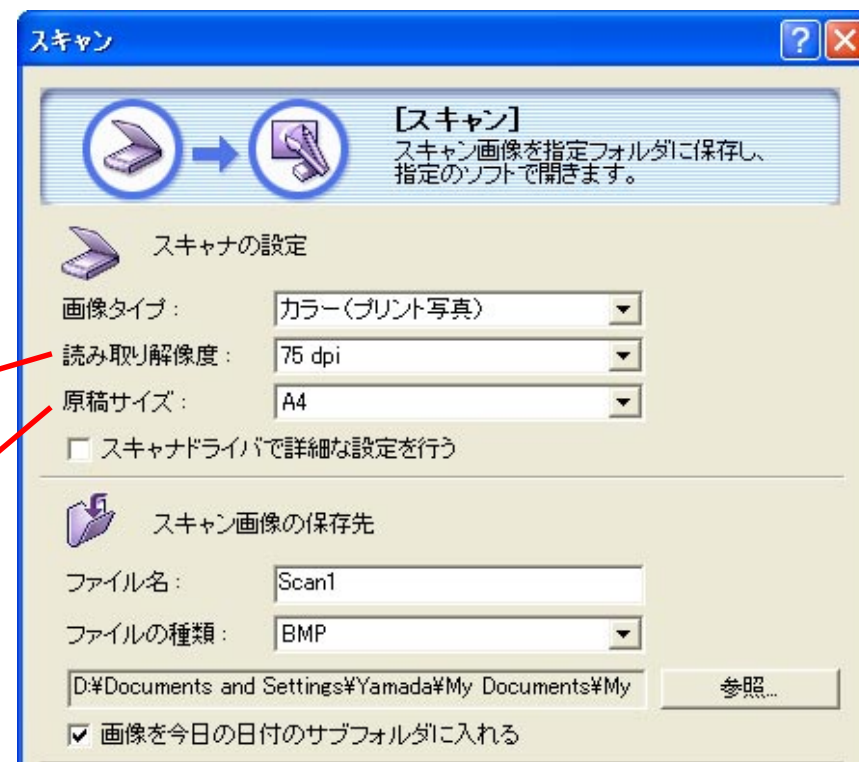 スキャン
[スキャン]
スキャン画像を指定フォルダに保存し、
指定のソフトで開きます。
スキャナの設定
画像タイプ： カラー（プリント写真）
読み取り解像度： 75 dpi
原稿サイズ： A4
スキャナドライバで詳細な設定を行う
スキャン画像の保存先
ファイル名： Scan1
ファイルの種類： BMP
D:¥Documents and Settings¥Yamada¥My Documents¥My 参照...
画像を今日の日付のサブフォルダに入れる